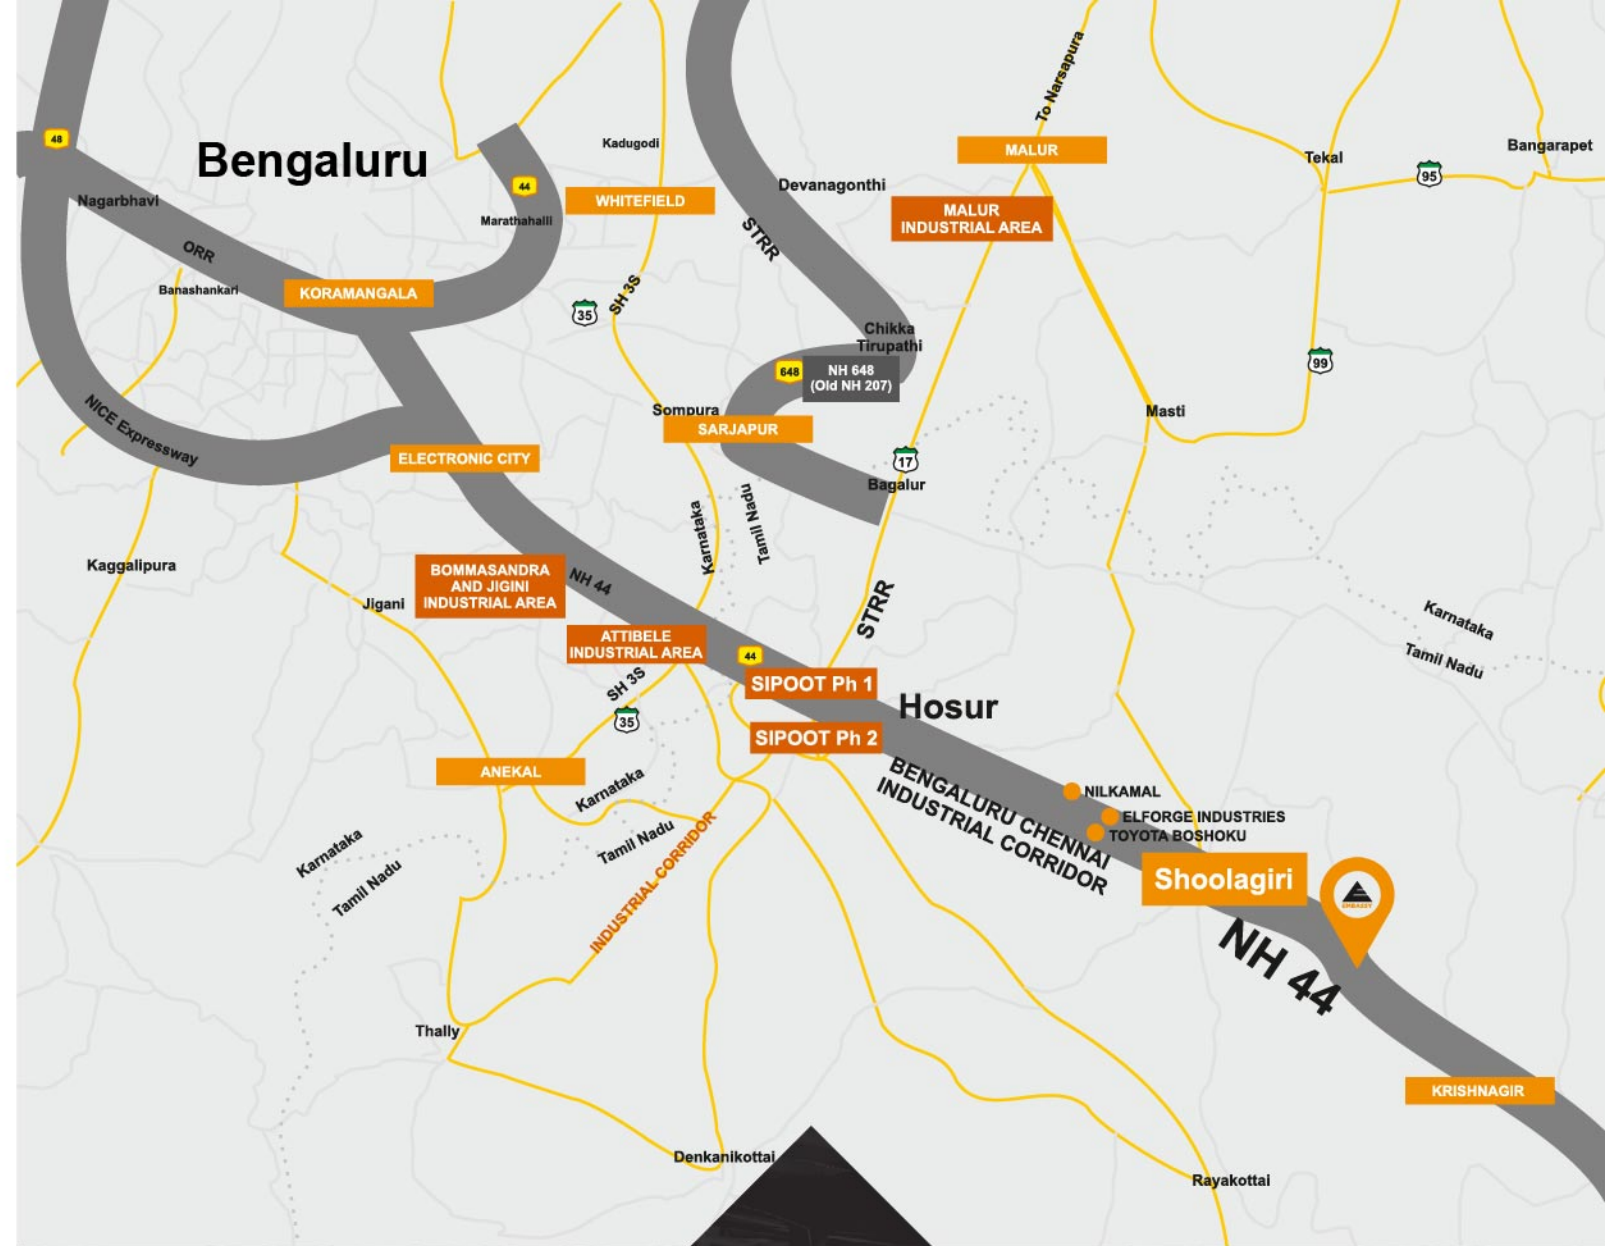 To Narsapura
48
Bengaluru
Kadugodi
MALUR
Bangarapet
Tekal
95
44
Devanagonthi
Nagarbhavi
WHITEFIELD
Marathahalli
MALUR
INDUSTRIAL AREA
STRR
ORR
Banashankari
KORAMANGALA
SH 3S
35
Chikka
Tirupathi
99
648
NH 648
(Old NH 207)
Sompura
SARJAPUR
Masti
NICE Expressway
ELECTRONIC CITY
17
Bagalur
Karnataka
Tamil Nadu
Kaggalipura
BOMMASANDRA
AND JIGINI
INDUSTRIAL AREA
NH 44
Jigani
STRR
Karnataka
Tamil Nadu
ATTIBELE
INDUSTRIAL AREA
44
SIPOOT Ph 1
SH 3S
35
Hosur
SIPOOT Ph 2
ANEKAL
Karnataka
Tamil Nadu
BENGALURU CHENNAI
INDUSTRIAL CORRIDOR
NILKAMAL
ELFORGE INDUSTRIES
TOYOTA BOSHOKU
Karnataka
Tamil Nadu
INDUSTRIAL CORRIDOR
Shoolagiri
EMBASSY
NH 44
Thally
KRISHNAGIR
Denkanikottai
Rayakottai